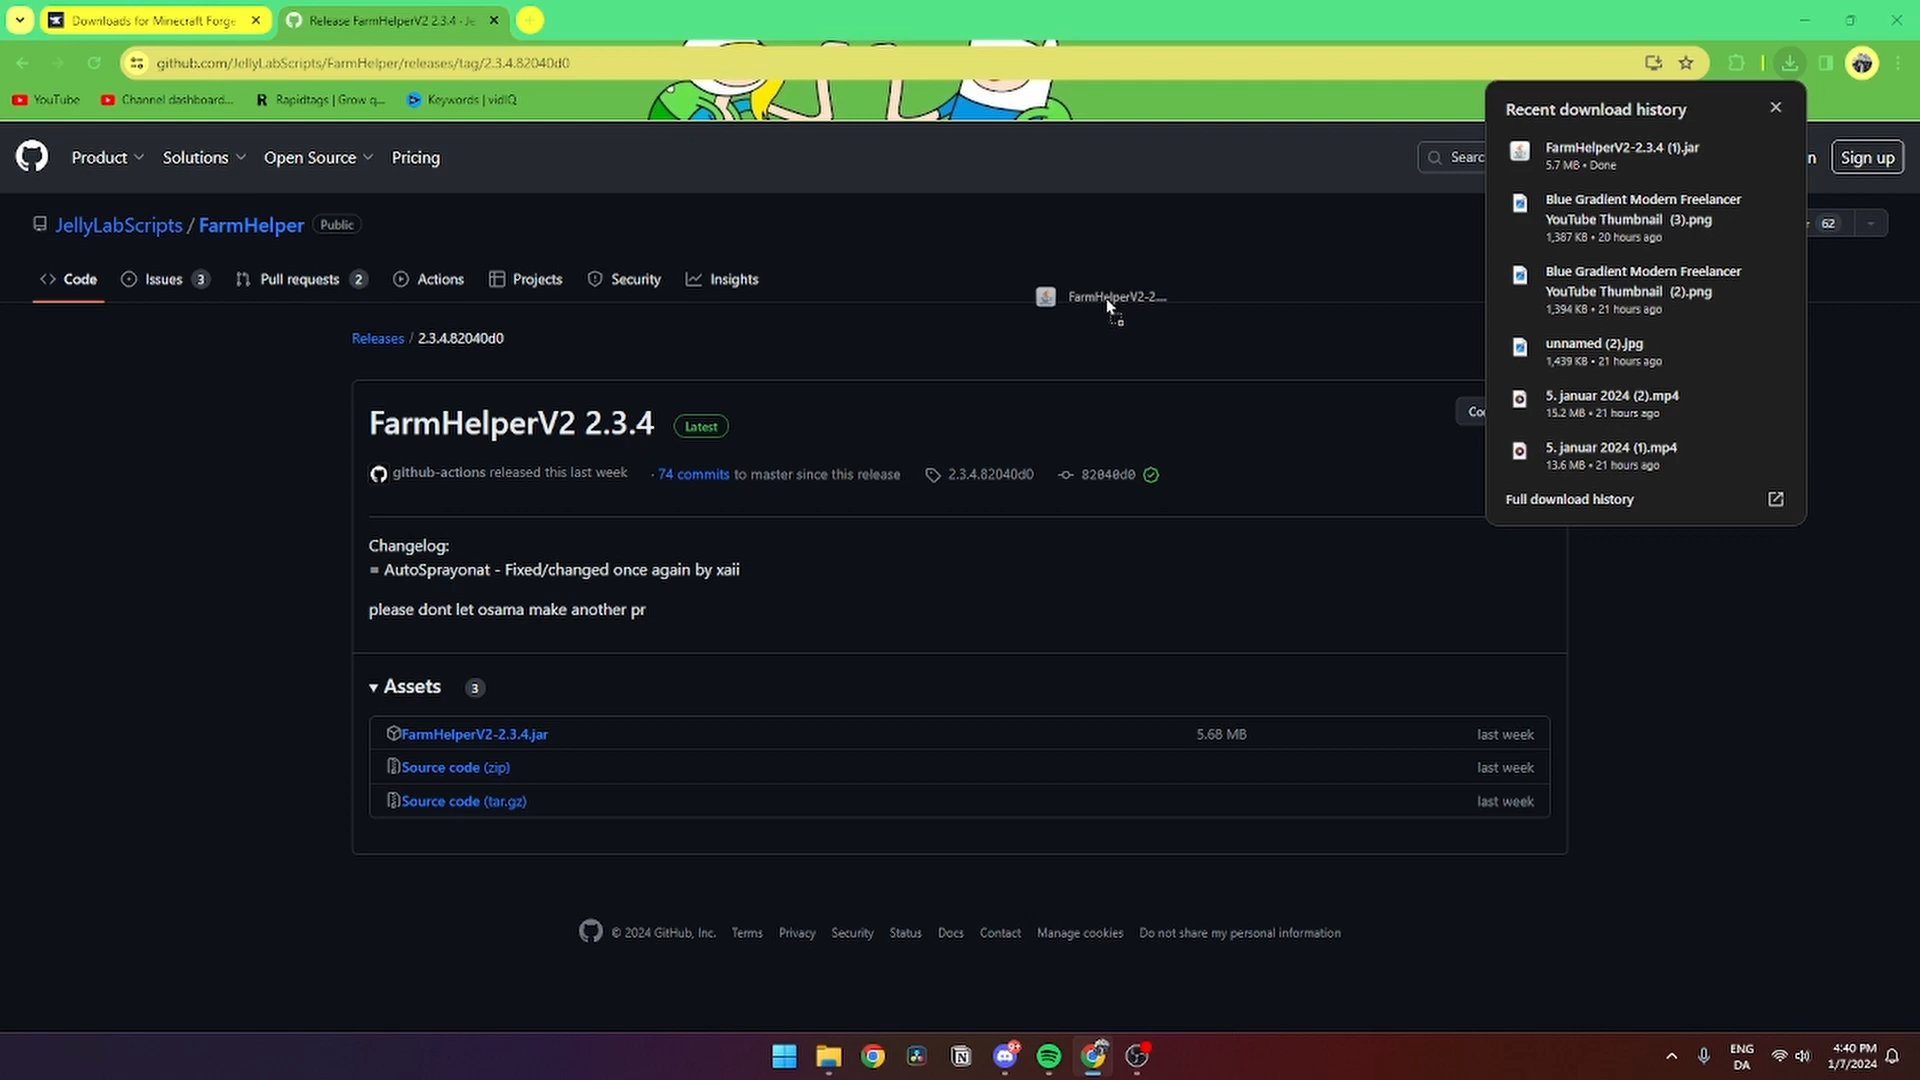 Downloads for Minecraft Forge
Release FarmHelperV2 2.3.4 · Je
github.com/JellyLabScripts/FarmHelper/releases/tag/2.3.4.82040d0
YouTube
Channel dashboard...
Rapidtags | Grow q...
Keywords | vidIQ
Product
Solutions
Open Source
Pricing
Searc
n
Sign up
JellyLabScripts / FarmHelper
Public
62
Code
Issues 3
Pull requests 2
Actions
Projects
Security
Insights
FarmHelperV2-2....
Releases / 2.3.4.82040d0
FarmHelperV2 2.3.4
Latest
Co
github-actions released this last week
· 74 commits to master since this release
2.3.4.82040d0
82040d0
Changelog:
= AutoSprayonat - Fixed/changed once again by xaii
please dont let osama make another pr
Assets 3
FarmHelperV2-2.3.4.jar 5.68 MB last week
Source code (zip) last week
Source code (tar.gz) last week
© 2024 GitHub, Inc. Terms Privacy Security Status Docs Contact Manage cookies Do not share my personal information
Recent download history
FarmHelperV2-2.3.4 (1).jar
5.7 MB • Done
Blue Gradient Modern Freelancer
YouTube Thumbnail (3).png
1,387 KB • 20 hours ago
Blue Gradient Modern Freelancer
YouTube Thumbnail (2).png
1,394 KB • 21 hours ago
unnamed (2).jpg
1,439 KB • 21 hours ago
5. januar 2024 (2).mp4
15.2 MB • 21 hours ago
5. januar 2024 (1).mp4
13.6 MB • 21 hours ago
Full download history
9+
ENG
DA
4:40 PM
1/7/2024